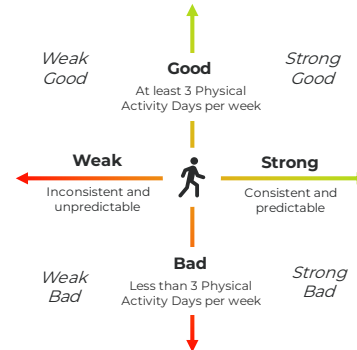 Weak
Good
Good
At least 3 Physical
Activity Days per week
Strong
Good
Weak
Inconsistent and
unpredictable
Strong
Consistent and
predictable
Weak
Bad
Bad
Less than 3 Physical
Activity Days per week
Strong
Bad